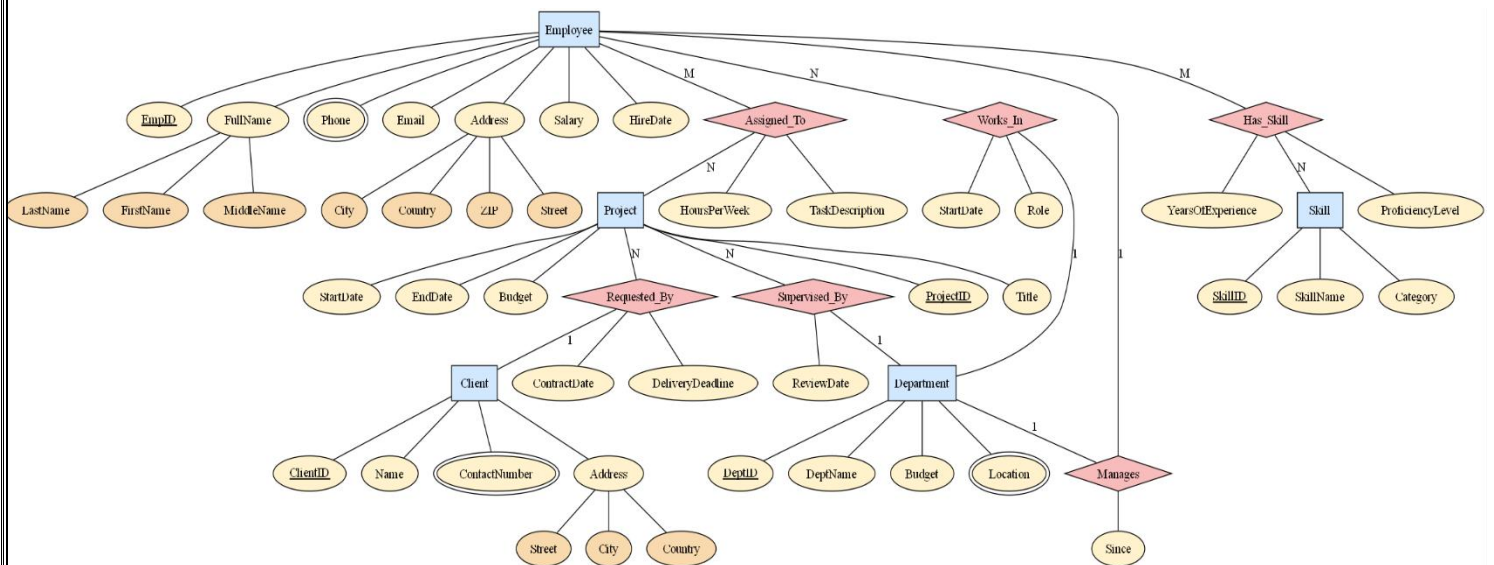 Employee
M
N
M
EmpID
FullName
Phone
Email
Address
Salary
HireDate
Assigned_To
Works_In
Has_Skill
N
N
LastName
FirstName
MiddleName
City
Country
ZIP
Street
Project
HoursPerWeek
TaskDescription
StartDate
Role
YearsOfExperience
Skill
ProficiencyLevel
N
N
1
1
StartDate
EndDate
Budget
Requested_By
Supervised_By
ProjectID
Title
SkillID
SkillName
Category
1
1
Client
ContractDate
DeliveryDeadline
ReviewDate
Department
1
ClientID
Name
ContactNumber
Address
DeptID
DeptName
Budget
Location
Manages
Street
City
Country
Since